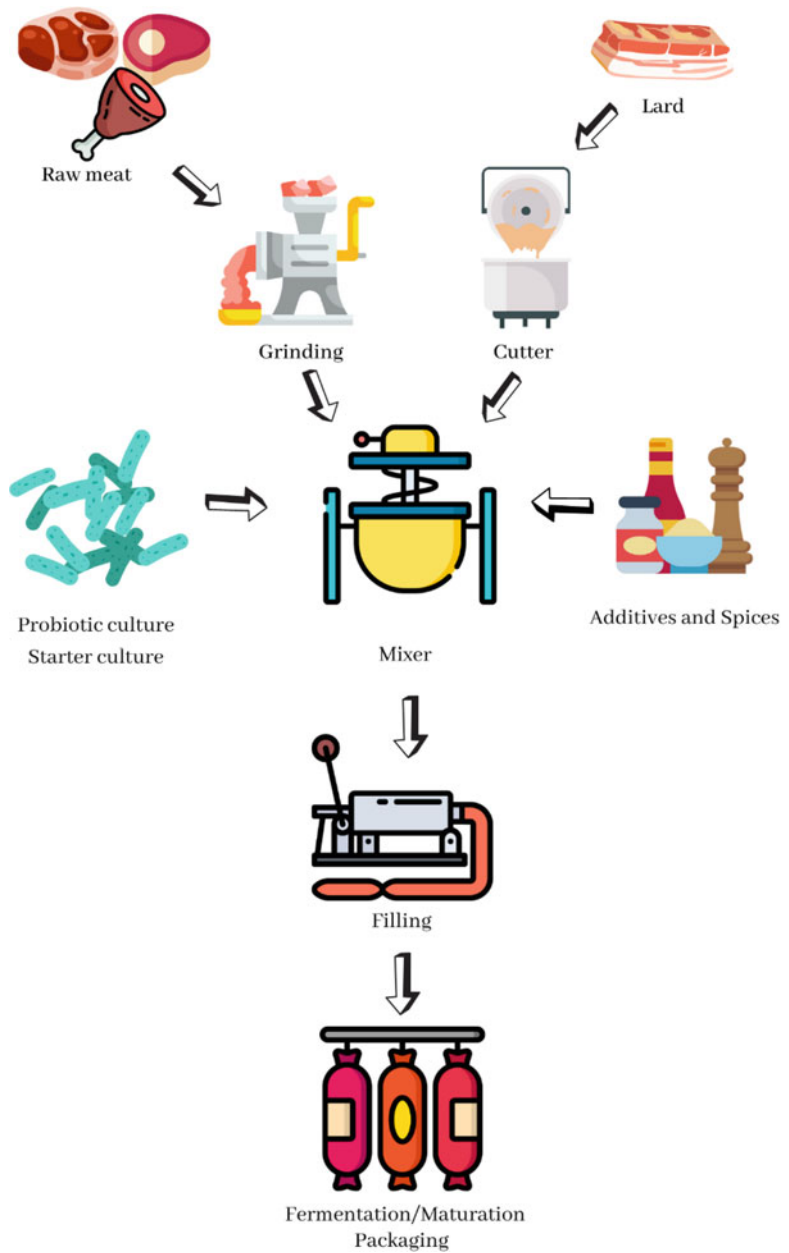 Lard
Raw meat
Grinding
Cutter
Probiotic culture
Starter culture
Additives and Spices
Mixer
Filling
Fermentation/Maturation
Packaging